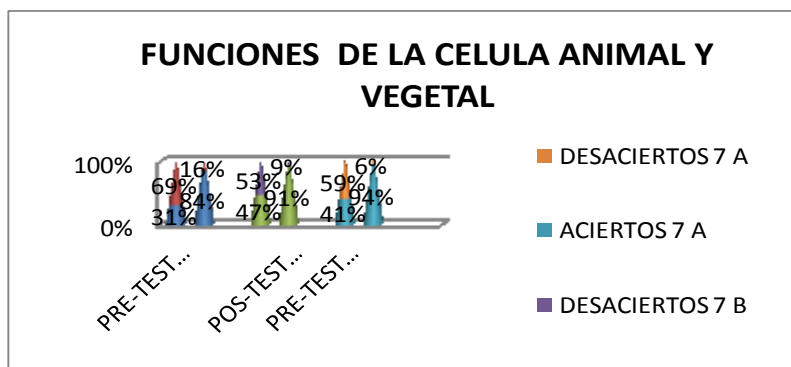 FUNCIONES DE LA CELULA ANIMAL Y
VEGETAL
100%
0%
69%
31%
16%
84%
53%
47%
9%
91%
59%
41%
6%
94%
PRE-TEST...
POS-TEST...
PRE-TEST...
DESACIERTOS 7 A
ACIERTOS 7 A
DESACIERTOS 7 B